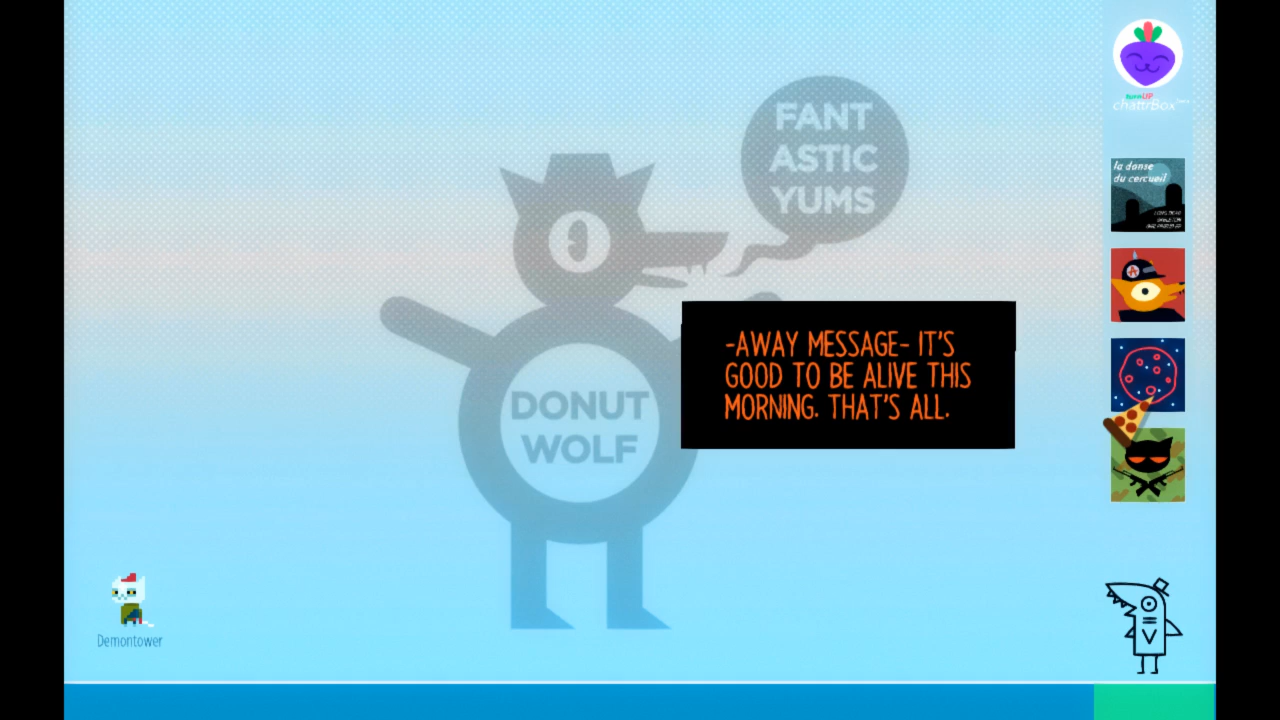 FANT
ASTIC
YUMS
chattrBox
la danse
du cercueil
-AWAY MESSAGE- IT'S
GOOD TO BE ALIVE THIS
MORNING. THAT'S ALL.
DONUT
WOLF
Demontower